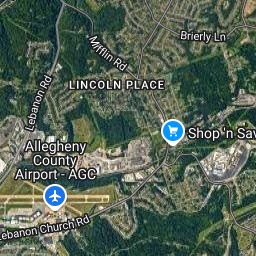 Brierly Ln
Mifflin Rd
LINCOLN PLACE
Lebanon Rd
Shop 'n Sav
Allegheny
County
Airport - AGC
Lebanon Church Rd